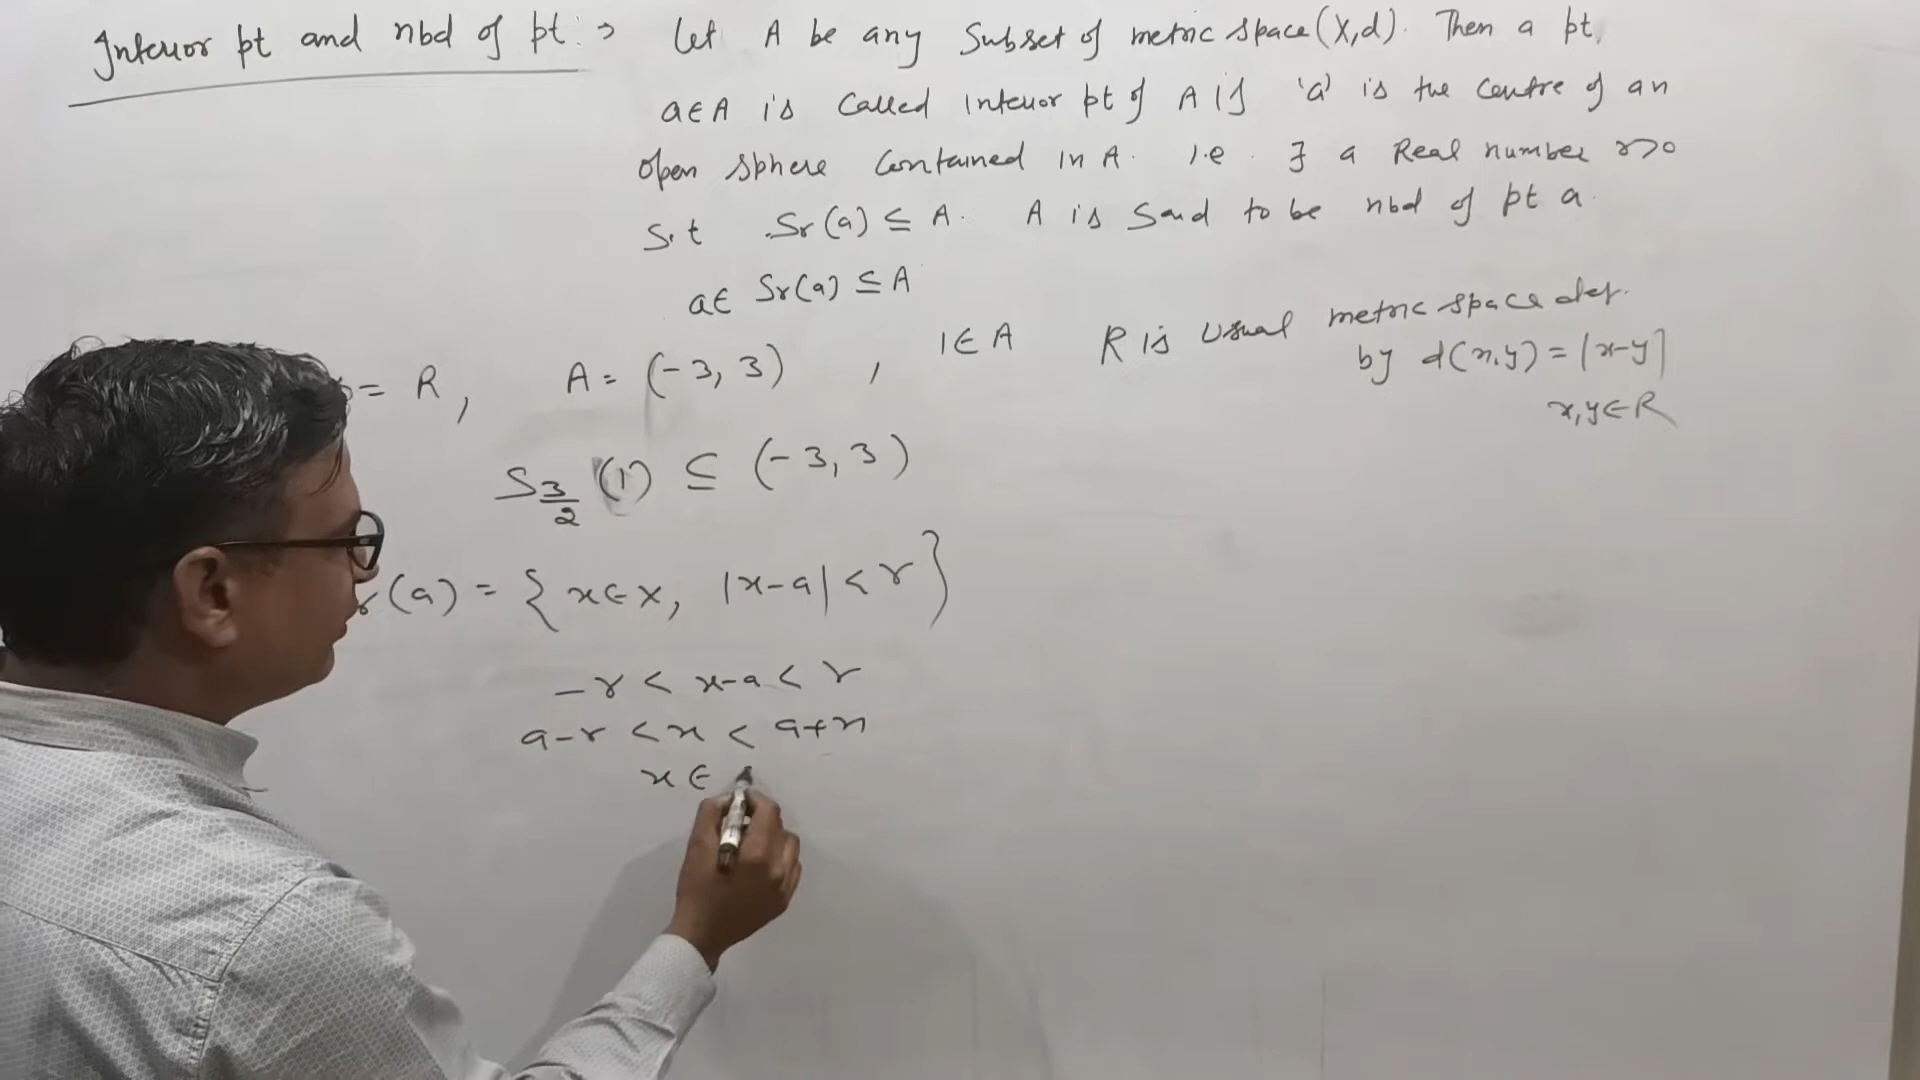 Interior pt and nbd of pt :→ Let A be any Subset of metric space (X,d). Then a pt.
a∈A is Called Interior pt of A if 'a' is the Centre of an
open sphere Contained in A. i.e. ∃ a Real number r>0
S.t Sr(a) ⊆ A. A is Said to be nbd of pt a.
a∈ Sr(a) ⊆ A
= R, A = (-3, 3) , 1∈A R is Usual metric space def.
by d(x,y) = |x-y|
x,y∈R
S3/2 (1) ⊆ (-3,3)
r(a) = { x∈X, |x-a| < r }
-r < x-a < r
a-r < x < a+r
x ∈